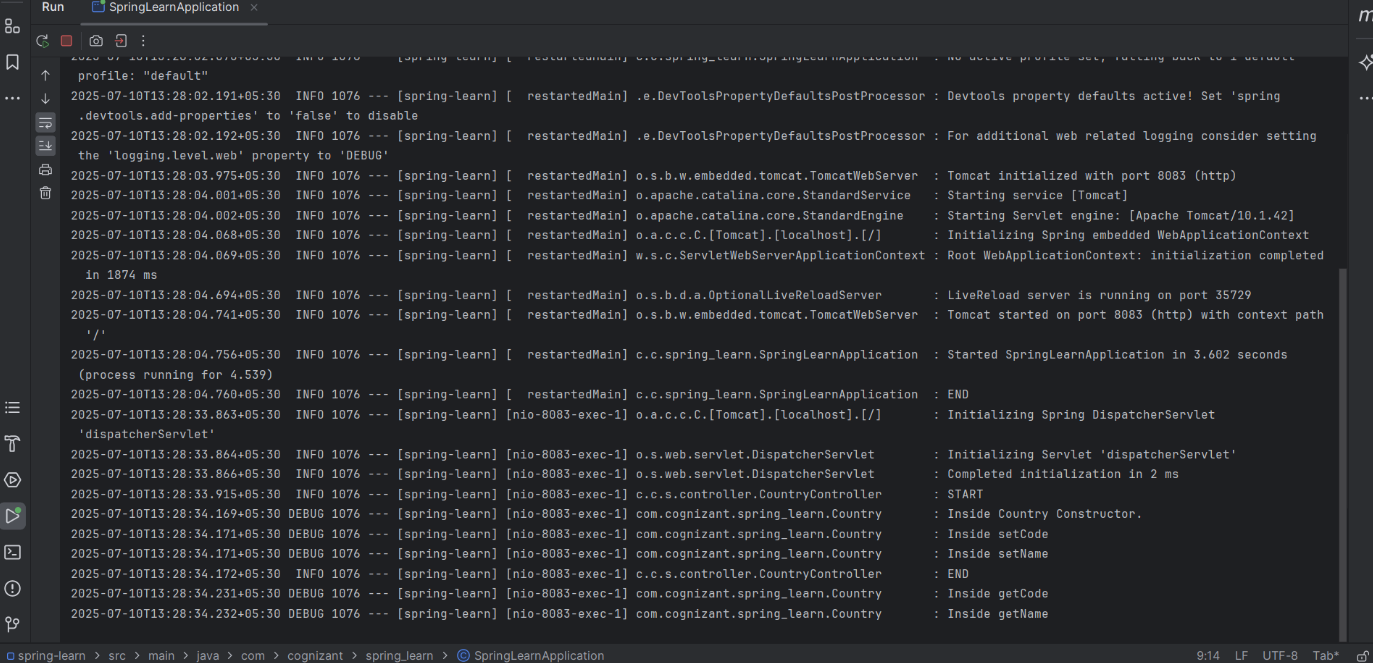 Run
SpringLearnApplication
profile: "default"
2025-07-10T13:28:02.191+05:30  INFO 1076 --- [spring-learn] [  restartedMain] .e.DevToolsPropertyDefaultsPostProcessor : Devtools property defaults active! Set 'spring
.devtools.add-properties' to 'false' to disable
2025-07-10T13:28:02.192+05:30  INFO 1076 --- [spring-learn] [  restartedMain] .e.DevToolsPropertyDefaultsPostProcessor : For additional web related logging consider setting
the 'logging.level.web' property to 'DEBUG'
2025-07-10T13:28:03.975+05:30  INFO 1076 --- [spring-learn] [  restartedMain] o.s.b.w.embedded.tomcat.TomcatWebServer  : Tomcat initialized with port 8083 (http)
2025-07-10T13:28:04.001+05:30  INFO 1076 --- [spring-learn] [  restartedMain] o.apache.catalina.core.StandardService   : Starting service [Tomcat]
2025-07-10T13:28:04.002+05:30  INFO 1076 --- [spring-learn] [  restartedMain] o.apache.catalina.core.StandardEngine    : Starting Servlet engine: [Apache Tomcat/10.1.42]
2025-07-10T13:28:04.068+05:30  INFO 1076 --- [spring-learn] [  restartedMain] o.a.c.c.C.[Tomcat].[localhost].[/]       : Initializing Spring embedded WebApplicationContext
2025-07-10T13:28:04.069+05:30  INFO 1076 --- [spring-learn] [  restartedMain] w.s.c.ServletWebServerApplicationContext : Root WebApplicationContext: initialization completed
in 1874 ms
2025-07-10T13:28:04.694+05:30  INFO 1076 --- [spring-learn] [  restartedMain] o.s.b.d.a.OptionalLiveReloadServer       : LiveReload server is running on port 35729
2025-07-10T13:28:04.741+05:30  INFO 1076 --- [spring-learn] [  restartedMain] o.s.b.w.embedded.tomcat.TomcatWebServer  : Tomcat started on port 8083 (http) with context path
'/'
2025-07-10T13:28:04.756+05:30  INFO 1076 --- [spring-learn] [  restartedMain] c.c.spring_learn.SpringLearnApplication  : Started SpringLearnApplication in 3.602 seconds
(process running for 4.539)
2025-07-10T13:28:04.760+05:30  INFO 1076 --- [spring-learn] [  restartedMain] c.c.spring_learn.SpringLearnApplication  : END
2025-07-10T13:28:33.863+05:30  INFO 1076 --- [spring-learn] [nio-8083-exec-1] o.a.c.c.C.[Tomcat].[localhost].[/]       : Initializing Spring DispatcherServlet
'dispatcherServlet'
2025-07-10T13:28:33.864+05:30  INFO 1076 --- [spring-learn] [nio-8083-exec-1] o.s.web.servlet.DispatcherServlet        : Initializing Servlet 'dispatcherServlet'
2025-07-10T13:28:33.866+05:30  INFO 1076 --- [spring-learn] [nio-8083-exec-1] o.s.web.servlet.DispatcherServlet        : Completed initialization in 2 ms
2025-07-10T13:28:33.915+05:30  INFO 1076 --- [spring-learn] [nio-8083-exec-1] c.c.s.controller.CountryController       : START
2025-07-10T13:28:34.169+05:30 DEBUG 1076 --- [spring-learn] [nio-8083-exec-1] com.cognizant.spring_learn.Country       : Inside Country Constructor.
2025-07-10T13:28:34.171+05:30 DEBUG 1076 --- [spring-learn] [nio-8083-exec-1] com.cognizant.spring_learn.Country       : Inside setCode
2025-07-10T13:28:34.171+05:30 DEBUG 1076 --- [spring-learn] [nio-8083-exec-1] com.cognizant.spring_learn.Country       : Inside setName
2025-07-10T13:28:34.172+05:30  INFO 1076 --- [spring-learn] [nio-8083-exec-1] c.c.s.controller.CountryController       : END
2025-07-10T13:28:34.231+05:30 DEBUG 1076 --- [spring-learn] [nio-8083-exec-1] com.cognizant.spring_learn.Country       : Inside getCode
2025-07-10T13:28:34.232+05:30 DEBUG 1076 --- [spring-learn] [nio-8083-exec-1] com.cognizant.spring_learn.Country       : Inside getName
spring-learn > src > main > java > com > cognizant > spring_learn > SpringLearnApplication
9:14 LF UTF-8 Tab*